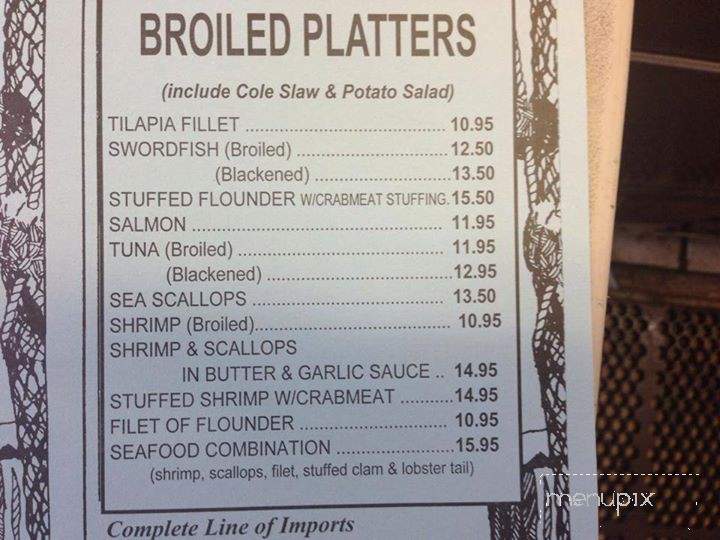 BROILED PLATTERS
(include Cole Slaw & Potato Salad)
TILAPIA FILLET ........................................ 10.95
SWORDFISH (Broiled) .............................. 12.50
(Blackened) ........................... 13.50
STUFFED FLOUNDER W/CRABMEAT STUFFING. 15.50
SALMON .................................................. 11.95
TUNA (Broiled) ......................................... 11.95
(Blackened) ..................................... 12.95
SEA SCALLOPS ...................................... 13.50
SHRIMP (Broiled)....................................... 10.95
SHRIMP & SCALLOPS
IN BUTTER & GARLIC SAUCE .. 14.95
STUFFED SHRIMP W/CRABMEAT ........... 14.95
FILET OF FLOUNDER .............................. 10.95
SEAFOOD COMBINATION ....................... 15.95
(shrimp, scallops, filet, stuffed clam & lobster tail)
Complete Line of Imports
menupix